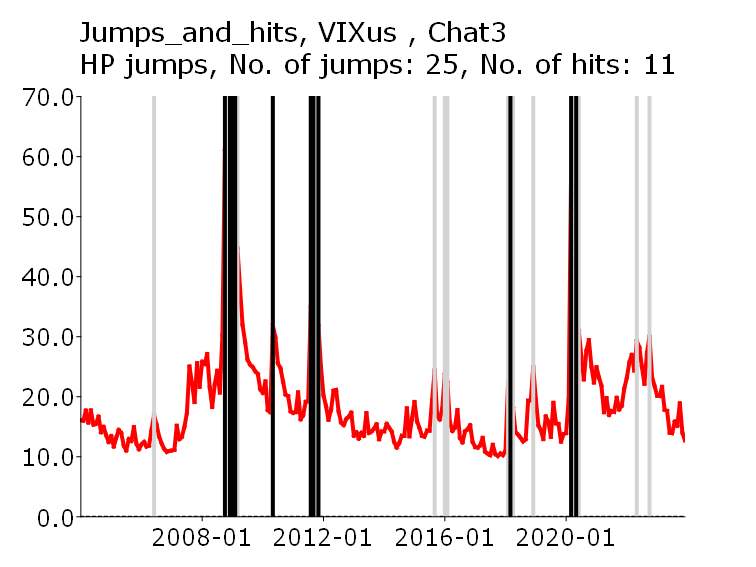 Jumps_and_hits, VIXus , Chat3
HP jumps, No. of jumps: 25, No. of hits: 11
70.0
60.0
50.0
40.0
30.0
20.0
10.0
0.0
2008-01 2012-01 2016-01 2020-01